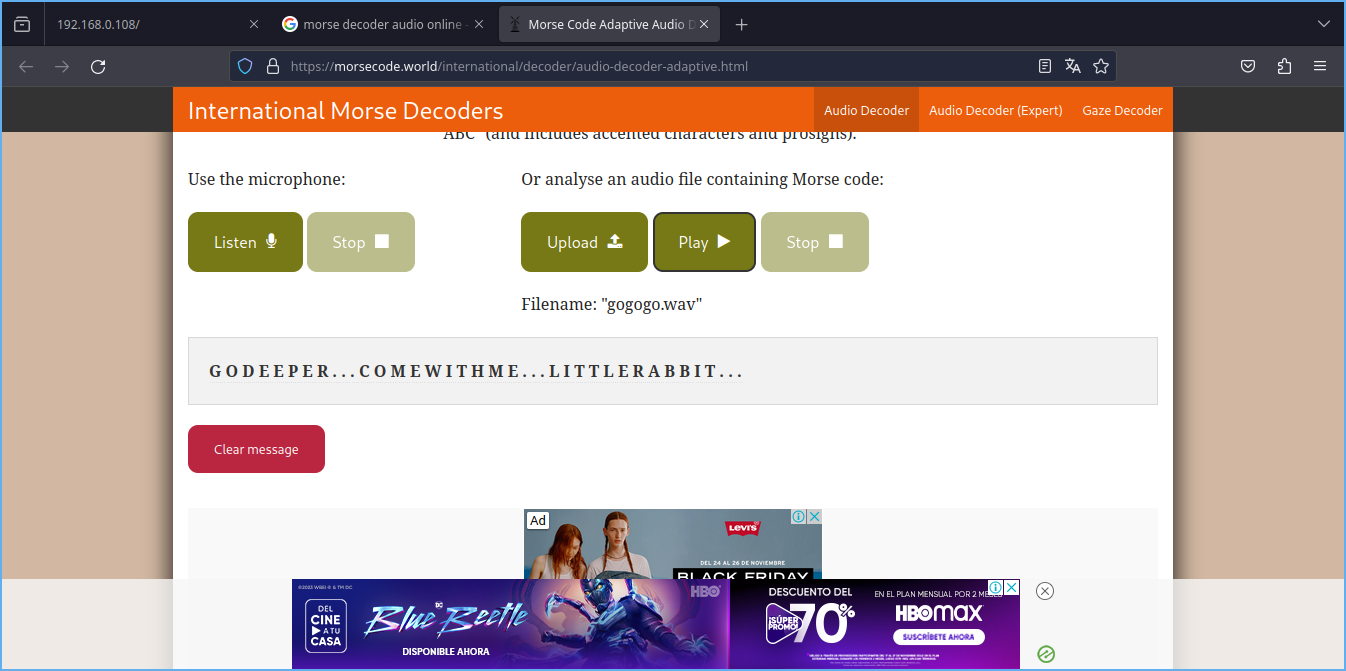 192.168.0.108/
morse decoder audio online -
Morse Code Adaptive Audio D
https://morsecode.world/international/decoder/audio-decoder-adaptive.html
International Morse Decoders
Audio Decoder
Audio Decoder (Expert)
Gaze Decoder
ABC" (and includes accented characters and prosigns).
Use the microphone:
Or analyse an audio file containing Morse code:
Listen
Stop
Upload
Play
Stop
Filename: "gogogo.wav"
G O D E E P E R . . . C O M E W I T H M E . . . L I T T L E R A B B I T . . .
Clear message
Ad
LEVI'S
DEL 24 AL 26 DE NOVIEMBRE
BLACK FRIDAY
DEL
CINE
A TU
CASA
DC
Blue Beetle
DISPONIBLE AHORA
HBO
DESCUENTO DEL
¡SÚPER
PROMO!
70%
EN EL PLAN MENSUAL POR 2 MESES
HBOMAX
SUSCRÍBETE AHORA